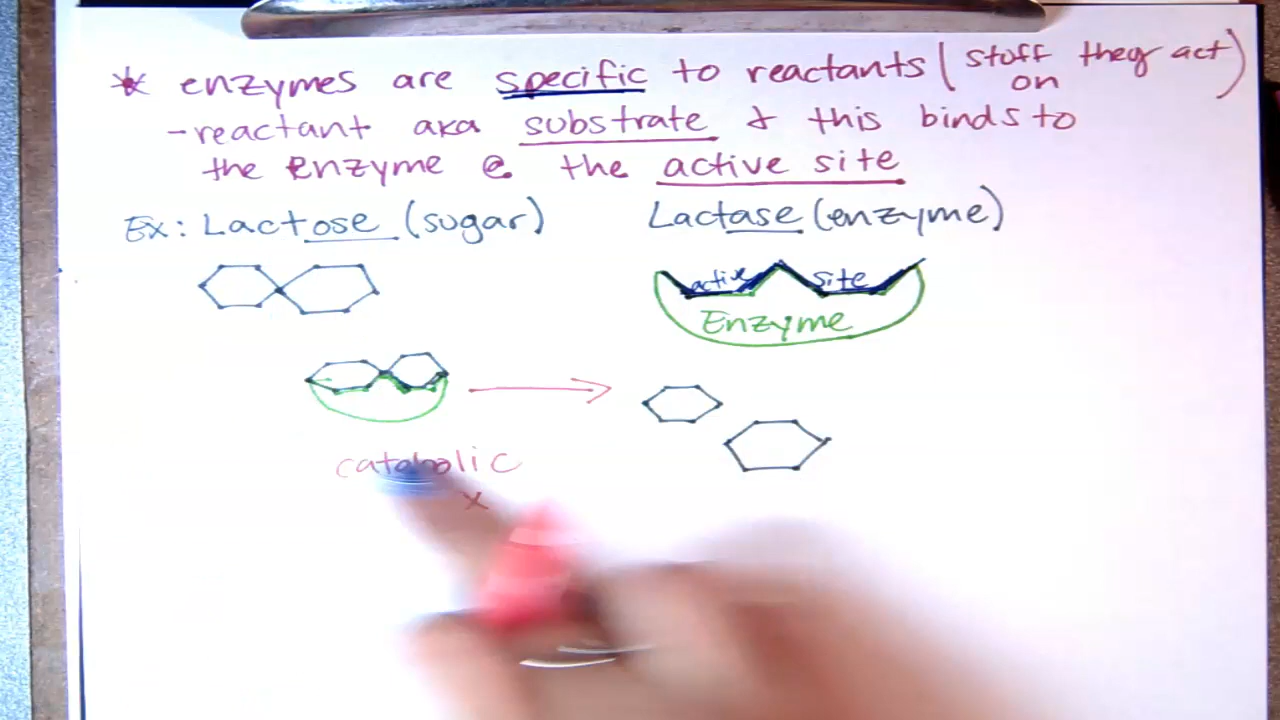 * enzymes are specific to reactants (stuff they act on)
- reactant aka substrate & this binds to
the enzyme @ the active site
Ex: Lactose (sugar) Lactase (enzyme)
active site
Enzyme
catabolic
x